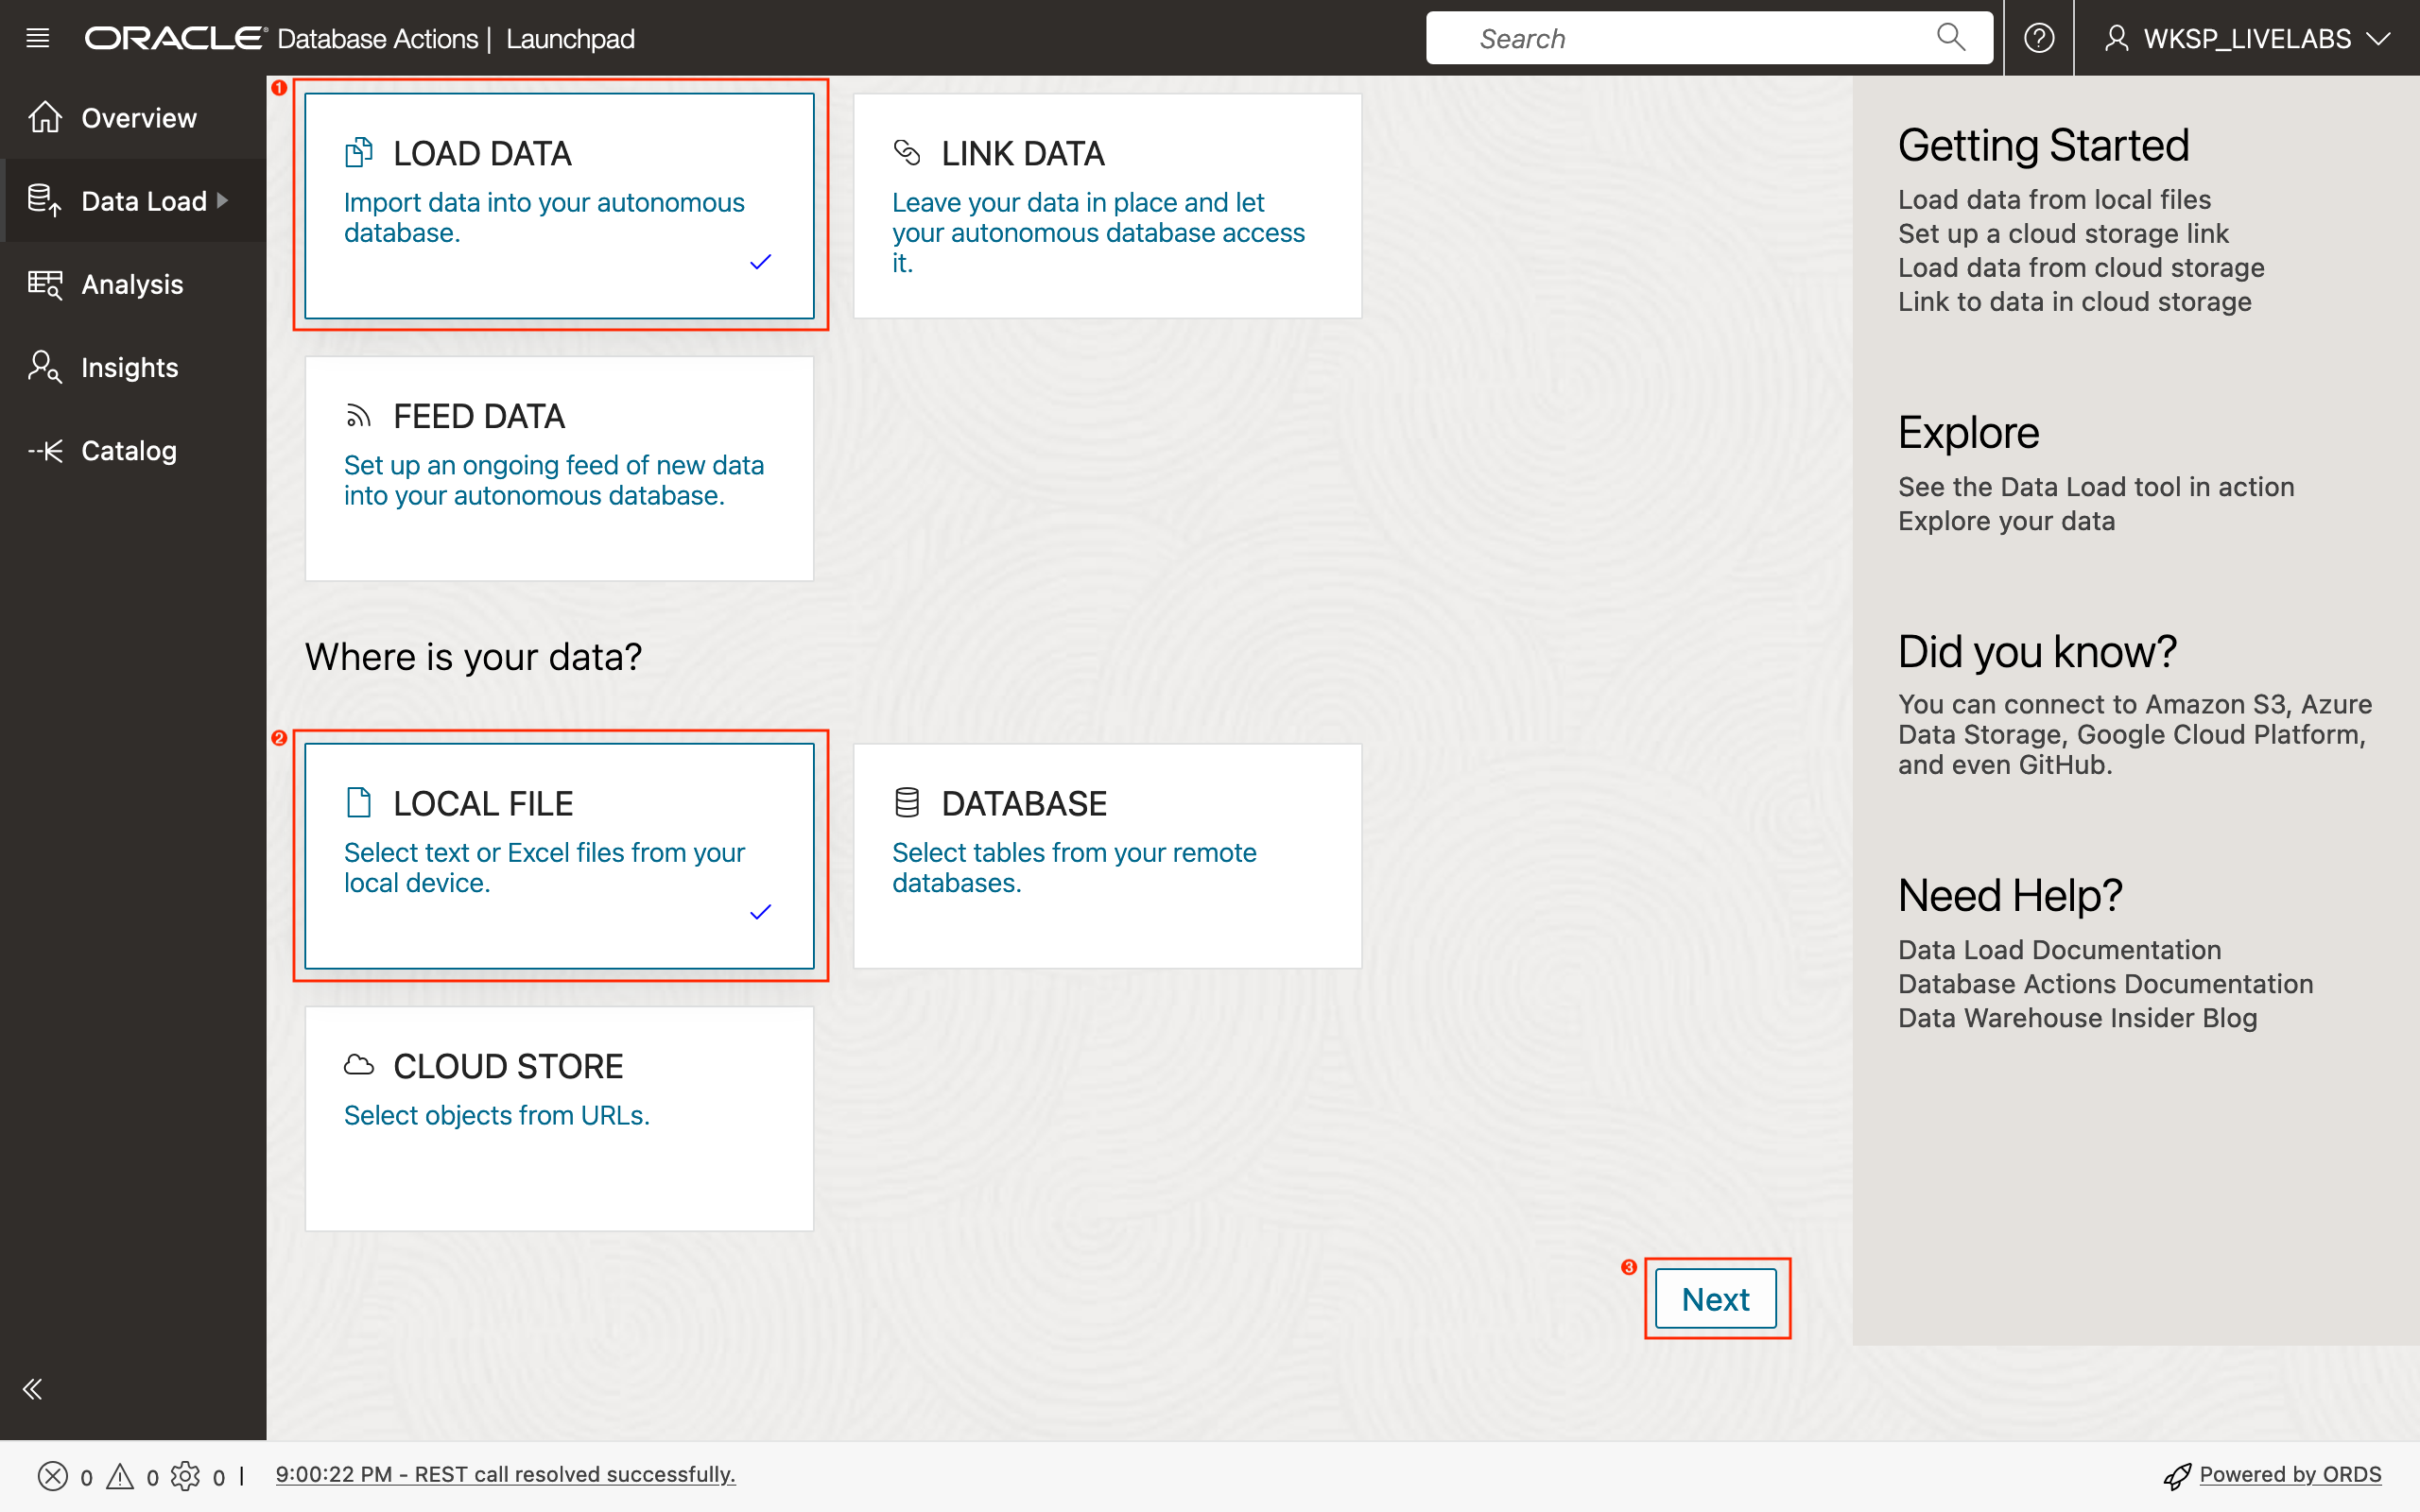 ORACLE Database Actions | Launchpad
Search
WKSP_LIVELABS
Overview
Data Load
Analysis
Insights
Catalog
1
LOAD DATA
Import data into your autonomous
database.
LINK DATA
Leave your data in place and let
your autonomous database access
it.
FEED DATA
Set up an ongoing feed of new data
into your autonomous database.
Where is your data?
2
LOCAL FILE
Select text or Excel files from your
local device.
DATABASE
Select tables from your remote
databases.
CLOUD STORE
Select objects from URLs.
3
Next
Getting Started
Load data from local files
Set up a cloud storage link
Load data from cloud storage
Link to data in cloud storage
Explore
See the Data Load tool in action
Explore your data
Did you know?
You can connect to Amazon S3, Azure
Data Storage, Google Cloud Platform,
and even GitHub.
Need Help?
Data Load Documentation
Database Actions Documentation
Data Warehouse Insider Blog
0 0 0 | 9:00:22 PM - REST call resolved successfully.
Powered by ORDS